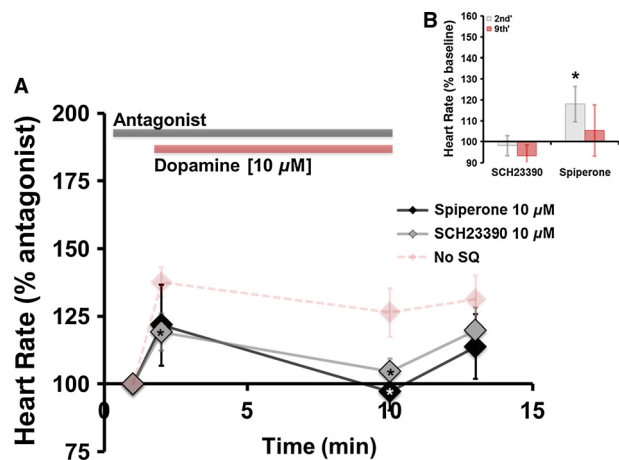 A
Heart Rate (% antagonist)
200
175
150
125
100
75
Antagonist
Dopamine [10 µM]
*
*
*
0
5
10
15
Time (min)
Spiperone 10 µM
SCH23390 10 µM
No SQ
B
Heart Rate (% baseline)
160
150
140
130
120
110
100
90
2nd'
9th'
*
SCH23390 Spiperone